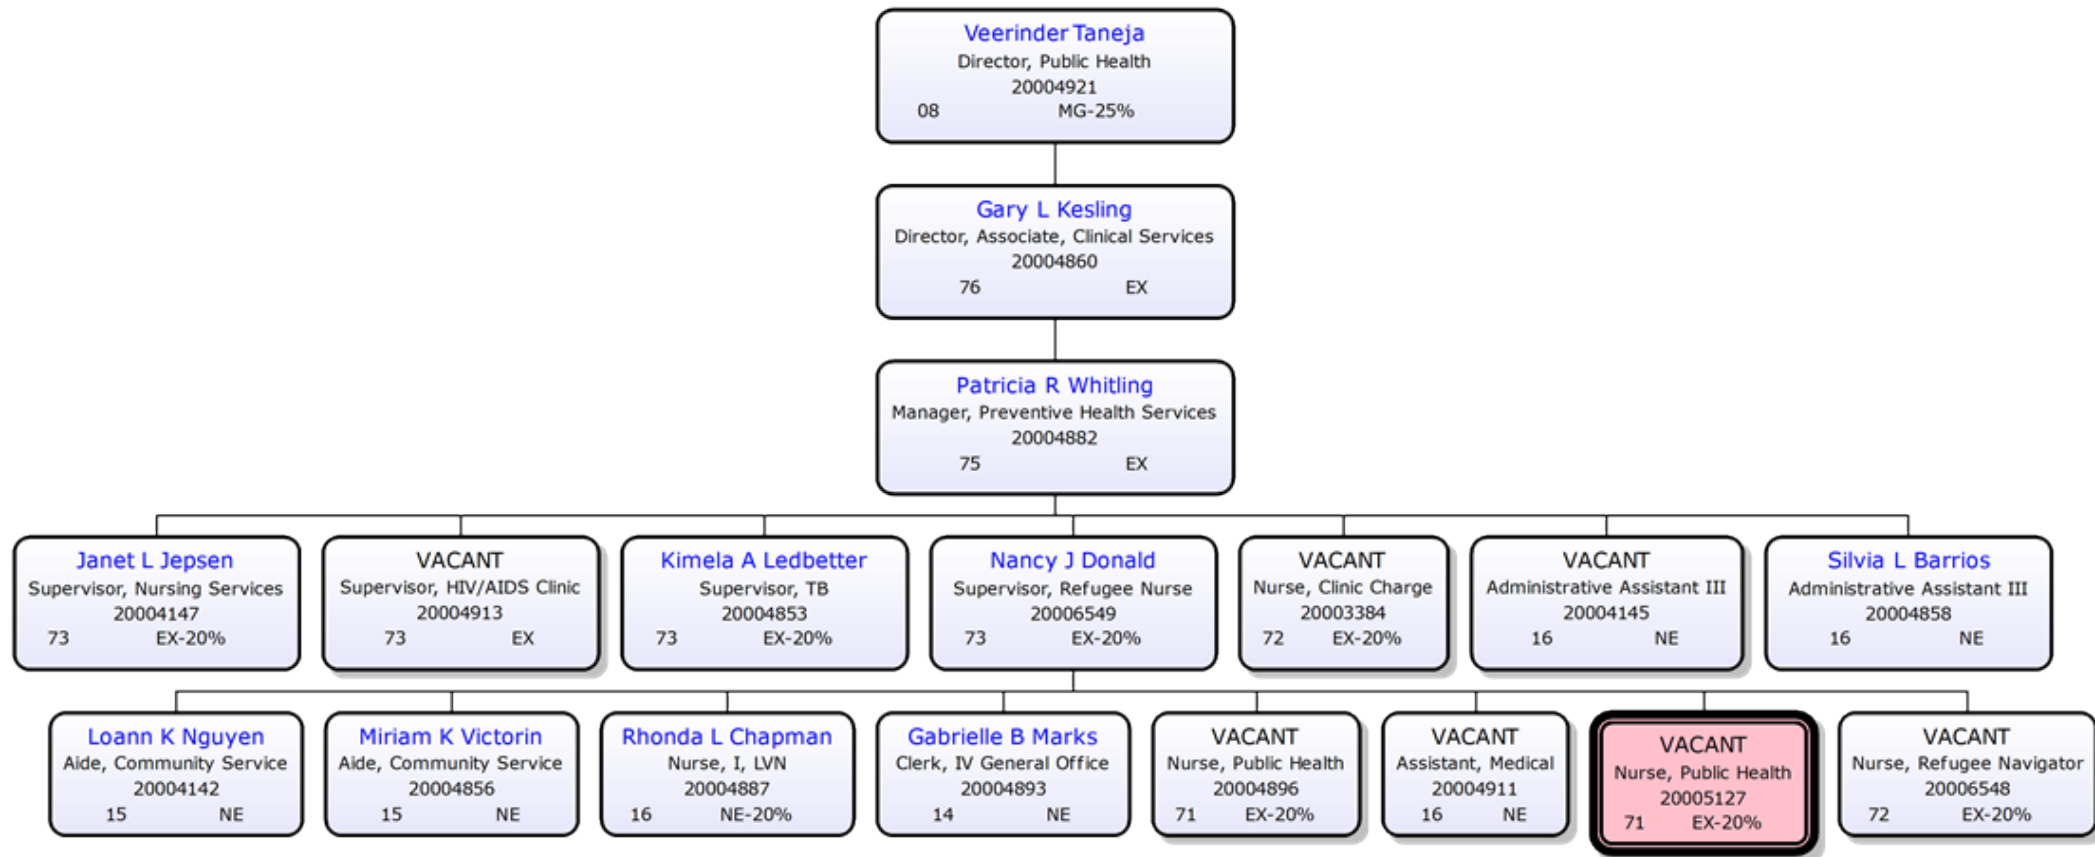 Veerinder Taneja
Director, Public Health
20004921
08 MG-25%
Gary L Kesling
Director, Associate, Clinical Services
20004860
76 EX
Patricia R Whitling
Manager, Preventive Health Services
20004882
75 EX
Janet L Jepsen
Supervisor, Nursing Services
20004147
73 EX-20%
VACANT
Supervisor, HIV/AIDS Clinic
20004913
73 EX
Kimela A Ledbetter
Supervisor, TB
20004853
73 EX-20%
Nancy J Donald
Supervisor, Refugee Nurse
20006549
73 EX-20%
VACANT
Nurse, Clinic Charge
20003384
72 EX-20%
VACANT
Administrative Assistant III
20004145
16 NE
Silvia L Barrios
Administrative Assistant III
20004858
16 NE
Loann K Nguyen
Aide, Community Service
20004142
15 NE
Miriam K Victorin
Aide, Community Service
20004856
15 NE
Rhonda L Chapman
Nurse, I, LVN
20004887
16 NE-20%
Gabrielle B Marks
Clerk, IV General Office
20004893
14 NE
VACANT
Nurse, Public Health
20004896
71 EX-20%
VACANT
Assistant, Medical
20004911
16 NE
VACANT
Nurse, Public Health
20005127
71 EX-20%
VACANT
Nurse, Refugee Navigator
20006548
72 EX-20%